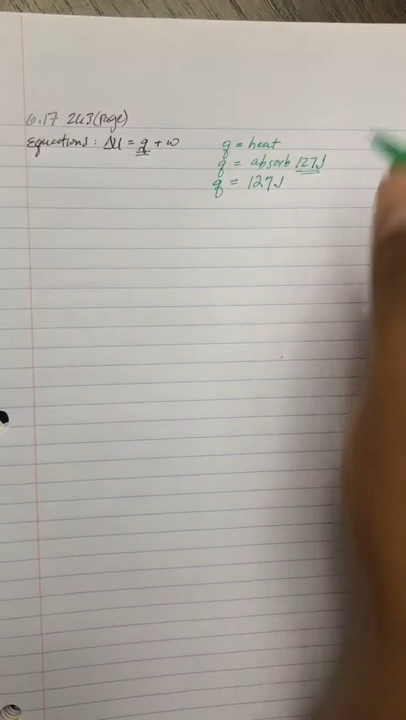 6.17 243(page)
Equations: ΔU = q + w
q = heat
q = absorb 127J
q = 127J